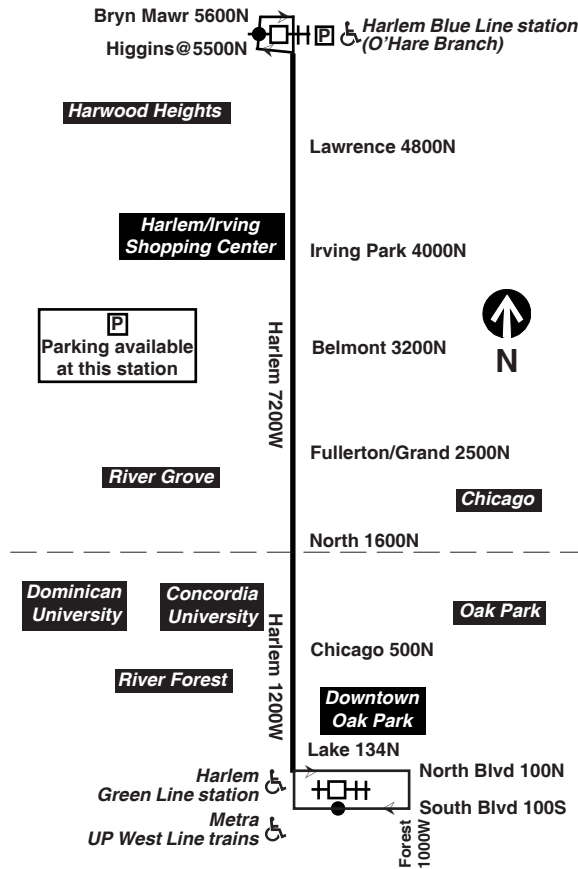 Bryn Mawr 5600N
Higgins@5500N
P
Harlem Blue Line station
(O'Hare Branch)
Harwood Heights
Lawrence 4800N
Harlem/Irving
Shopping Center
Irving Park 4000N
P
Parking available
at this station
Harlem 7200W
Belmont 3200N
N
Fullerton/Grand 2500N
River Grove
Chicago
North 1600N
Dominican
University
Concordia
University
Oak Park
Harlem 1200W
Chicago 500N
River Forest
Downtown
Oak Park
Lake 134N
Harlem
Green Line station
North Blvd 100N
South Blvd 100S
Metra
UP West Line trains
Forest
1000W